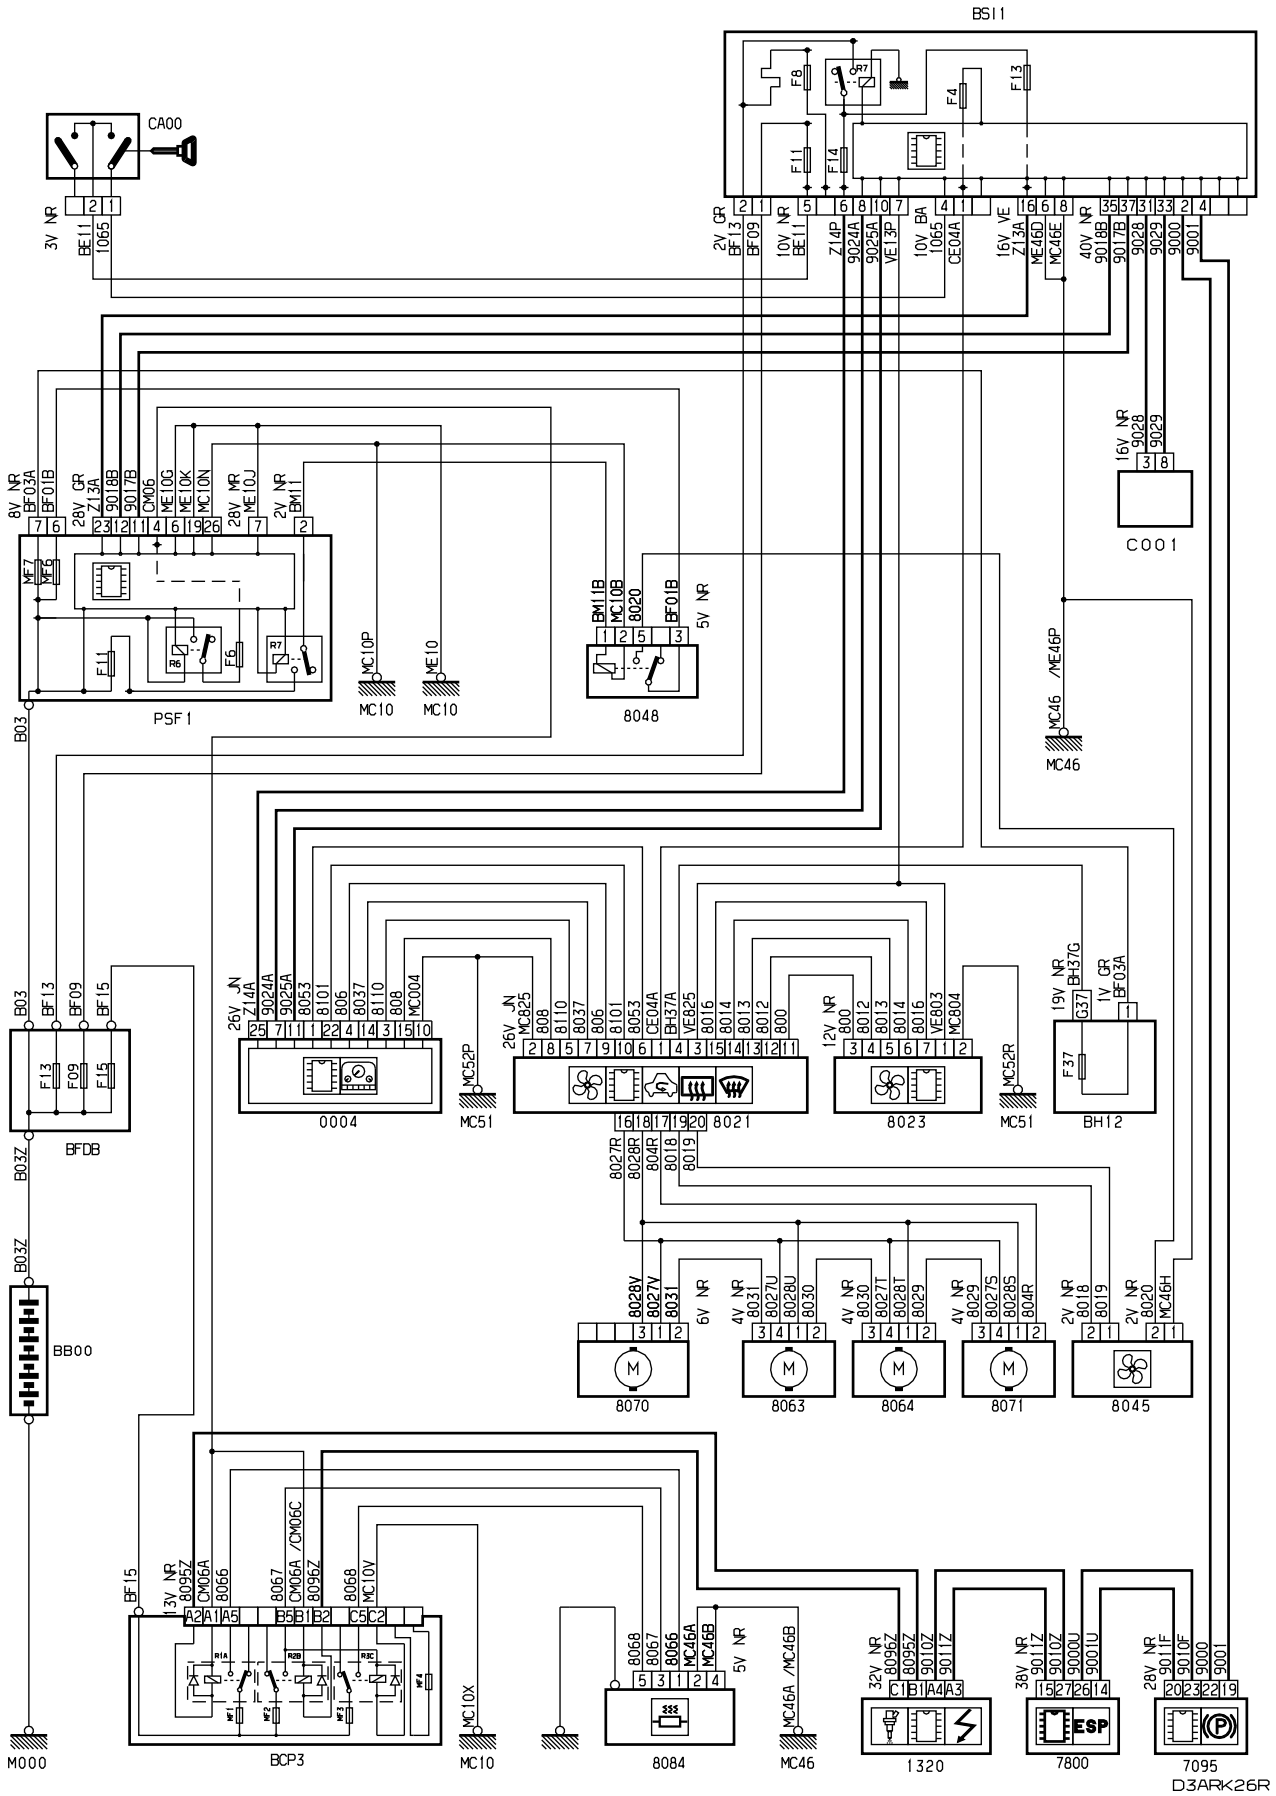 BSI1
F8
R7
F4
F13
F11
F14
CA00
2 1
3V NR
BE11
1065
2 1 5 6 8 10 7 4 1 16 6 8 35 37 31 33 2 4
2V GR
BF13
BF09
10V NR
BE11
Z14P
9024A
9025A
VE13P
10V BA
1065
CE04A
16V VE
Z13A
ME46D
MC46E
40V NR
9018B
9017B
9028
9029
9000
9001
16V NR
9028
9029
3 8
C001
8V NR
BF03A
BF01B
28V GR
Z13A
9018B
9017B
CM06
ME10G
ME10K
MC10N
28V MR
ME10J
2V NR
BM11
7 6 23 12 11 4 6 19 26 7 2
MF7
MF6
F11
R6
F6
R7
PSF1
B03
MC10P
MC10
ME10
MC10
BM11B
MC10B
8020
BF01B
5V NR
1 2 5 3
8048
MC46 /ME46P
MC46
B03
BF13
BF09
BF15
F13
F09
F15
BFDB
B03Z
B03Z
BB00
M000
26V JN
Z14A
9024A
9025A
8053
8101
806
8037
8110
808
MC004
25 7 11 1 22 4 14 3 15 10
0004
MC52P
MC51
26V JN
MC825
808
8110
8037
806
8101
8053
CE04A
BH37A
VE825
8016
8014
8013
8012
800
2 8 5 7 9 10 6 1 4 3 15 14 13 12 11
16 18 17 19 20
8021
8027R
8028R
804R
8018
8019
12V NR
800
8012
8013
8014
8016
VE803
MC804
3 4 5 6 7 1 2
8023
MC52R
MC51
19V NR
BH37G
1V GR
BF03A
G37
1
F37
BH12
8028V
8027V
8031
6V NR
3 1 2
M
8070
4V NR
8031
8027U
8028U
8030
3 4 1 2
M
8063
4V NR
8030
8027T
8028T
8029
3 4 1 2
M
8064
4V NR
8029
8027S
8028S
804R
3 4 1 2
M
8071
2V NR
8018
8019
2V NR
8020
MC46H
2 1 2 1
8045
BF15
13V NR
8095Z
CM06A
8066
8067
CM06A /CM06C
8096Z
8068
MC10V
A2 A1 A5 B5 B1 B2 C5 C2
R1A
R2B
R3C
MF1
MF2
MF3
MF4
BCP3
MC10X
MC10
8068
8067
8066
MC46A
MC46B
5V NR
5 3 1 2 4
8084
MC46A /MC46B
MC46
32V NR
8096Z
8095Z
9010Z
9011Z
C1 B1 A4 A3
1320
38V NR
9011Z
9010Z
9000U
9001U
15 27 26 14
ESP
7800
28V NR
9011F
9010F
9000
9001
20 23 22 19
P
7095
D3ARK26R